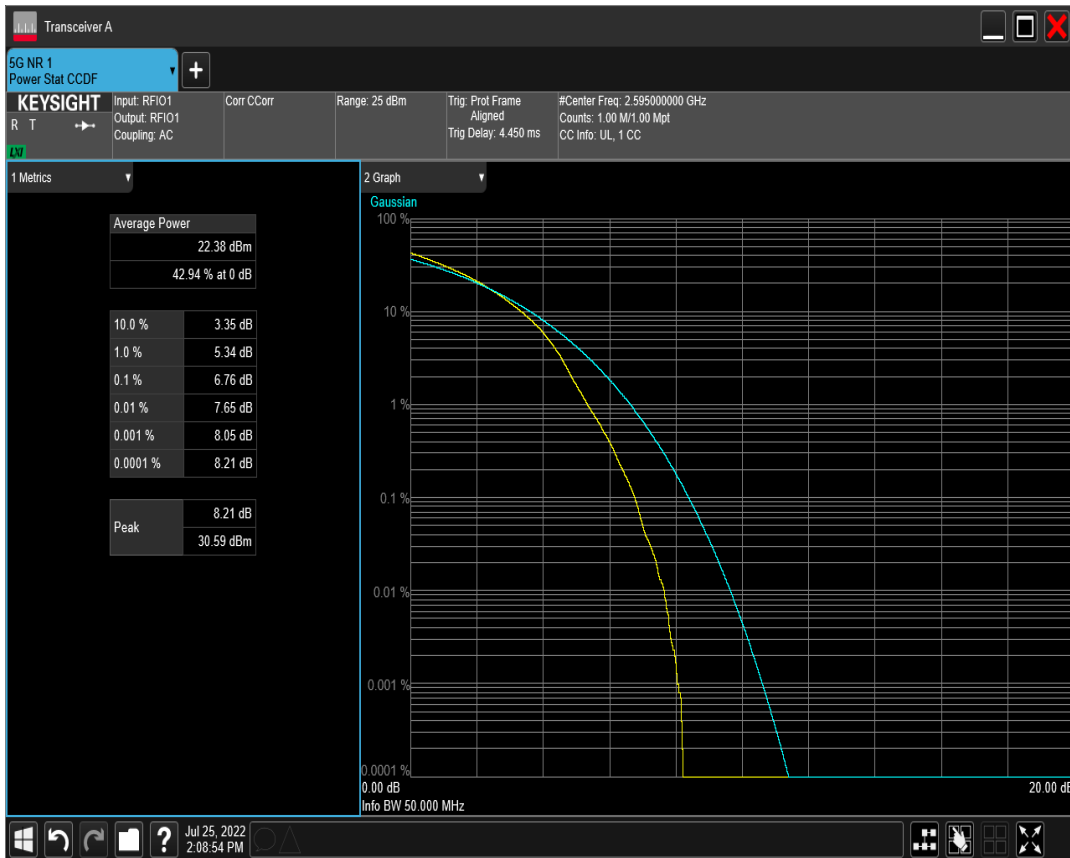 Transceiver A
5G NR 1
Power Stat CCDF
+
KEYSIGHT
R T
LXI
Input: RFIO1
Output: RFIO1
Coupling: AC
Corr CCorr
Range: 25 dBm
Trig: Prot Frame
Aligned
Trig Delay: 4.450 ms
#Center Freq: 2.595000000 GHz
Counts: 1.00 M/1.00 Mpt
CC Info: UL, 1 CC
1 Metrics
Average Power
22.38 dBm
42.94 % at 0 dB
10.0 % 3.35 dB
1.0 % 5.34 dB
0.1 % 6.76 dB
0.01 % 7.65 dB
0.001 % 8.05 dB
0.0001 % 8.21 dB
Peak
8.21 dB
30.59 dBm
2 Graph
Gaussian
100 %
10 %
1 %
0.1 %
0.01 %
0.001 %
0.0001 %
0.00 dB 20.00 dB
Info BW 50.000 MHz
?
Jul 25, 2022
2:08:54 PM